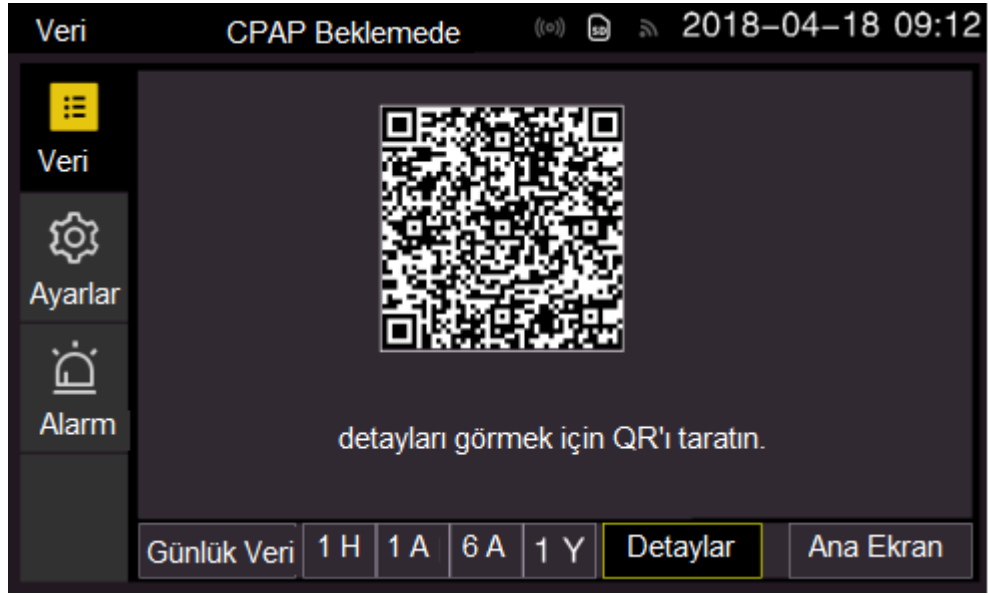 Veri CPAP Beklemede SD 2018-04-18 09:12
Veri
Ayarlar
Alarm
detayları görmek için QR'ı taratın.
Günlük Veri 1 H 1 A 6 A 1 Y Detaylar Ana Ekran